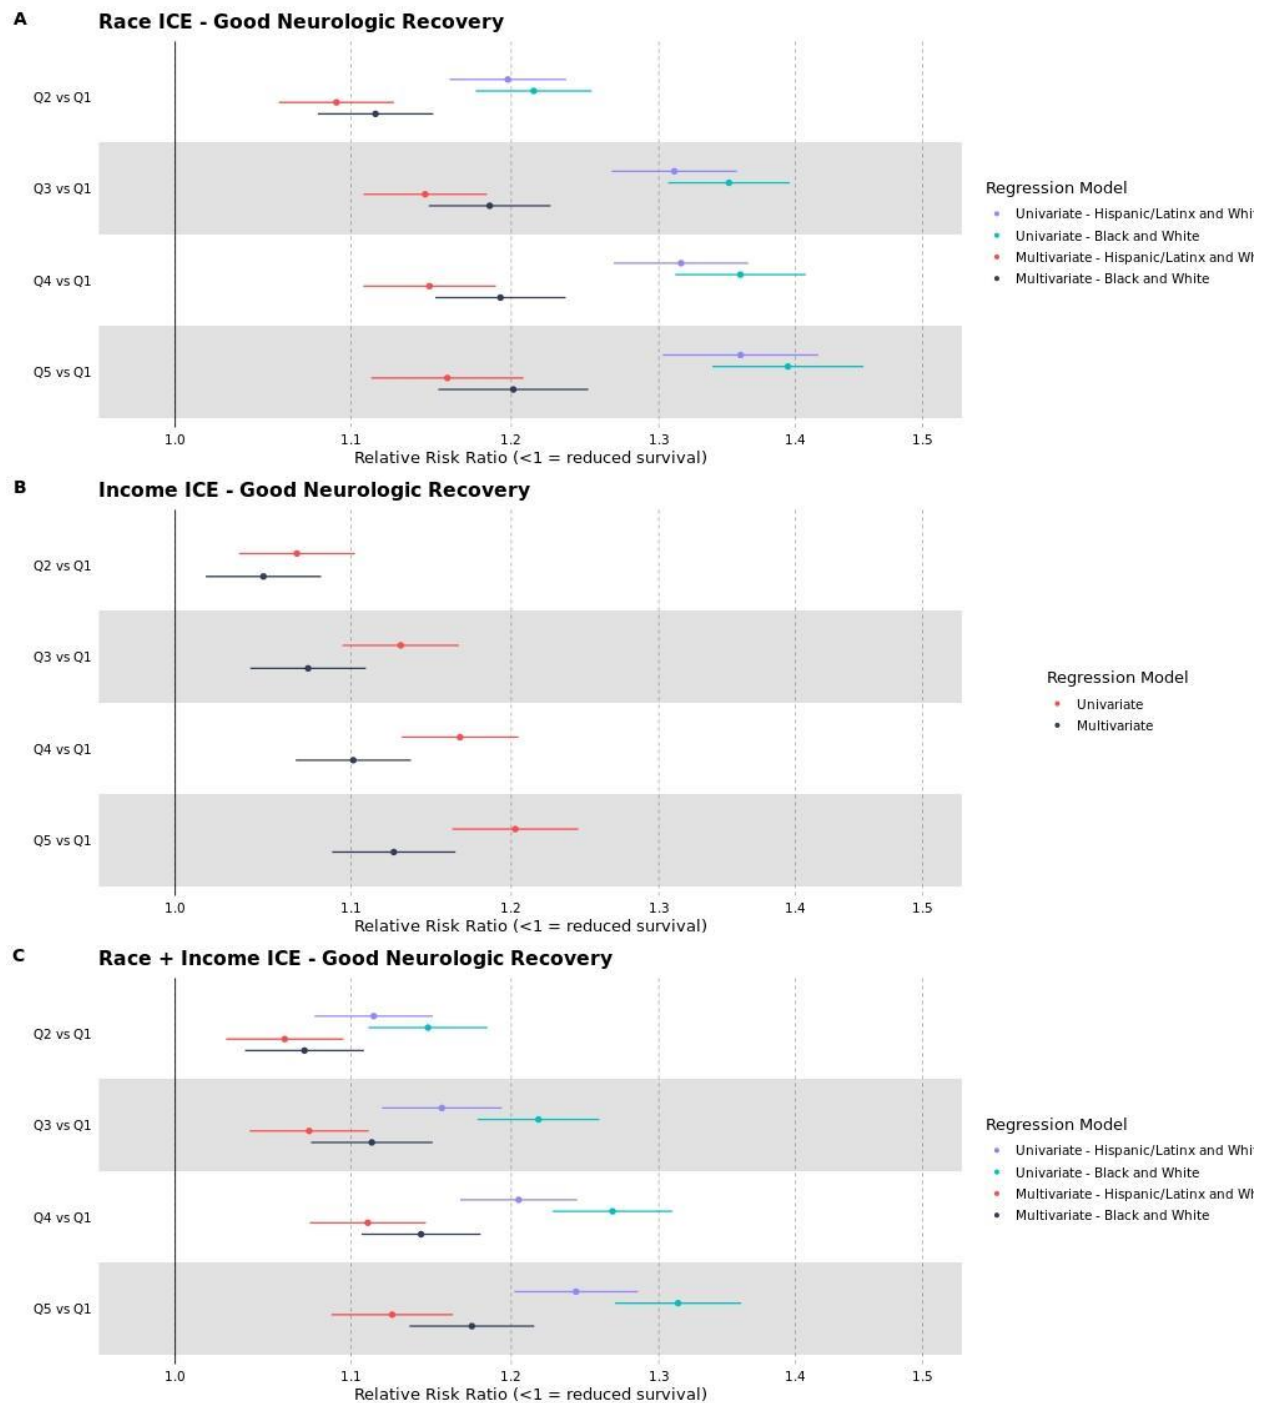 A
Race ICE - Good Neurologic Recovery
Q2 vs Q1
Q3 vs Q1
Q4 vs Q1
Q5 vs Q1
1.0 1.1 1.2 1.3 1.4 1.5
Relative Risk Ratio (<1 = reduced survival)
Regression Model
Univariate - Hispanic/Latinx and Whi
Univariate - Black and White
Multivariate - Hispanic/Latinx and Wh
Multivariate - Black and White
B
Income ICE - Good Neurologic Recovery
Q2 vs Q1
Q3 vs Q1
Q4 vs Q1
Q5 vs Q1
1.0 1.1 1.2 1.3 1.4 1.5
Relative Risk Ratio (<1 = reduced survival)
Regression Model
Univariate
Multivariate
C
Race + Income ICE - Good Neurologic Recovery
Q2 vs Q1
Q3 vs Q1
Q4 vs Q1
Q5 vs Q1
1.0 1.1 1.2 1.3 1.4 1.5
Relative Risk Ratio (<1 = reduced survival)
Regression Model
Univariate - Hispanic/Latinx and Whi
Univariate - Black and White
Multivariate - Hispanic/Latinx and Wh
Multivariate - Black and White